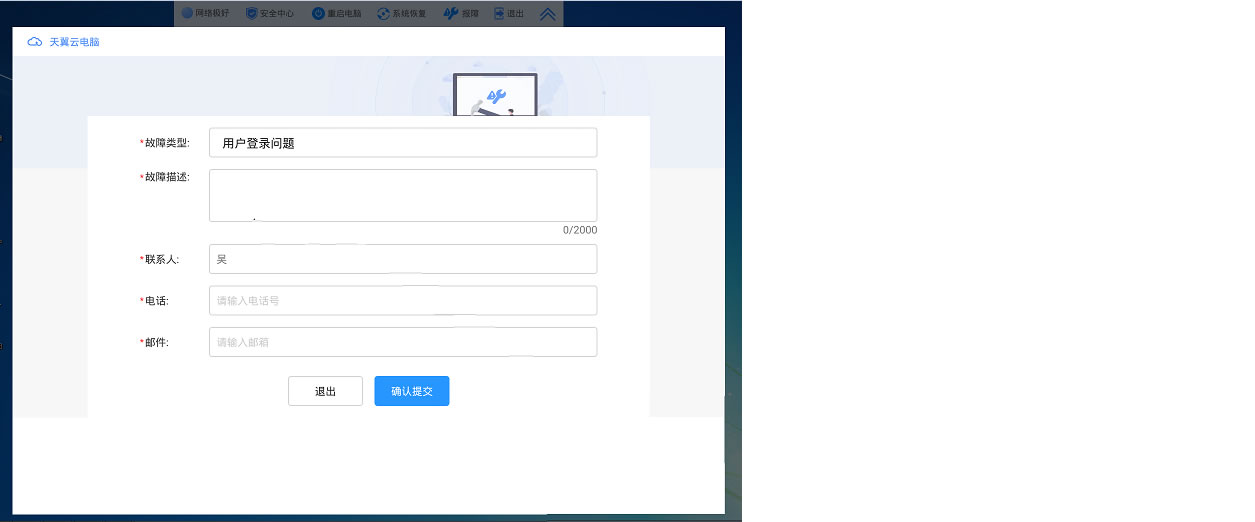 网络极好 安全中心 重启电脑 系统恢复 报障 退出
天翼云电脑
*故障类型: 用户登录问题
*故障描述:
0/2000
*联系人: 吴
*电话: 请输入电话号
*邮件: 请输入邮箱
退出 确认提交